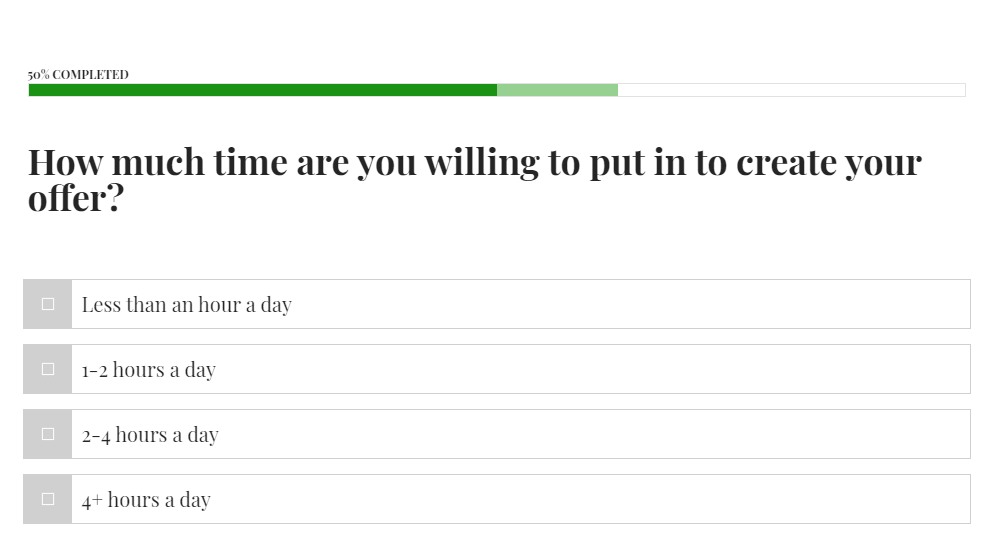 50% COMPLETED
How much time are you willing to put in to create your
offer?
Less than an hour a day
1-2 hours a day
2-4 hours a day
4+ hours a day